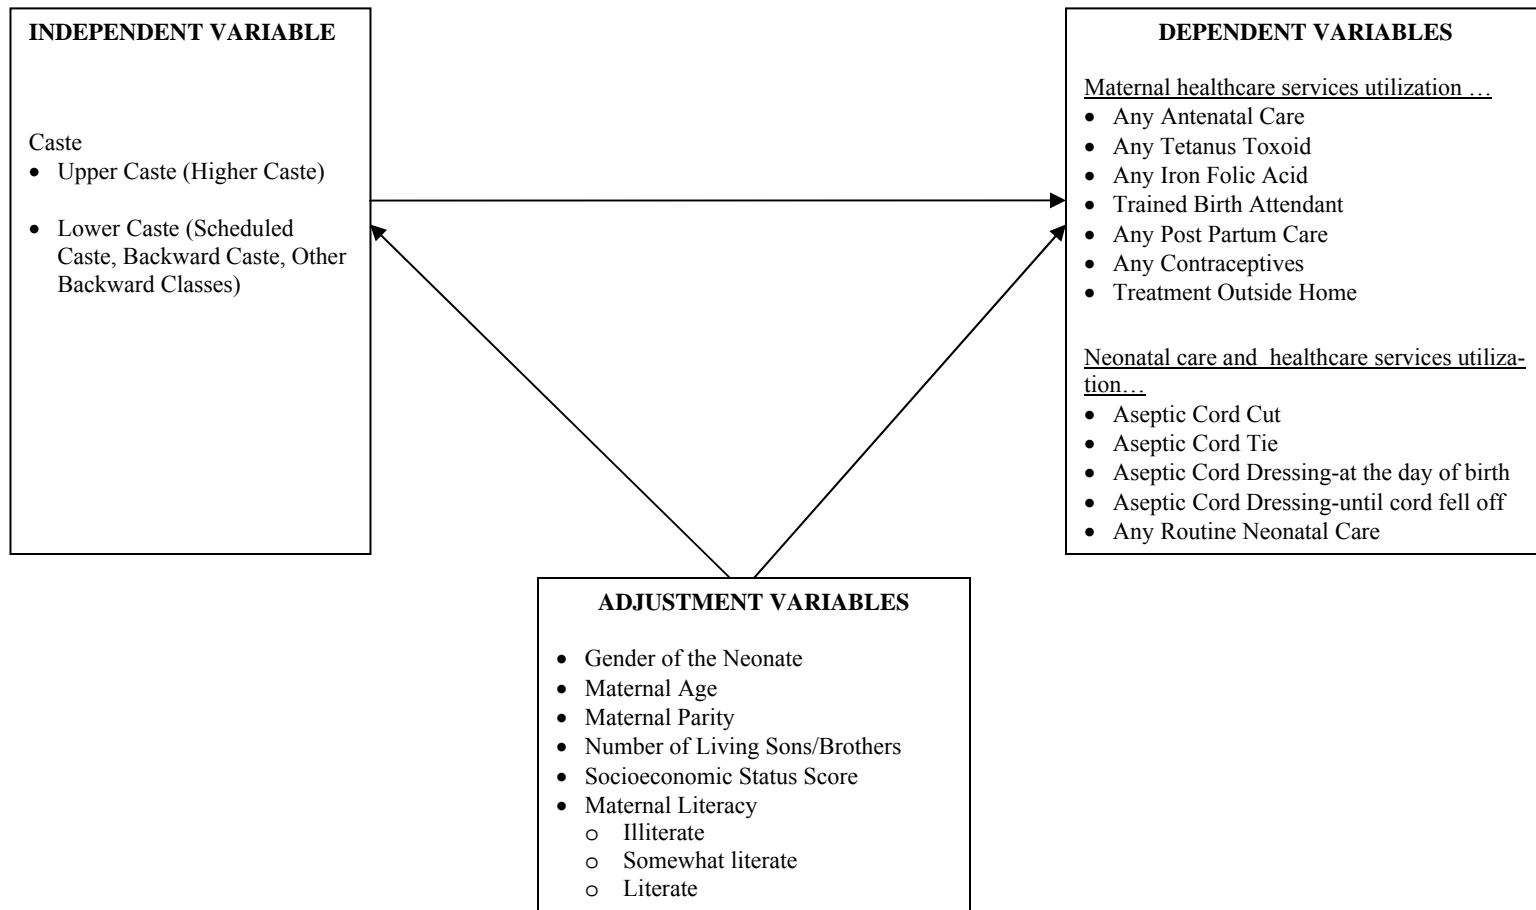 INDEPENDENT VARIABLE
Caste
• Upper Caste (Higher Caste)
• Lower Caste (Scheduled
Caste, Backward Caste, Other
Backward Classes)
DEPENDENT VARIABLES
Maternal healthcare services utilization …
• Any Antenatal Care
• Any Tetanus Toxoid
• Any Iron Folic Acid
• Trained Birth Attendant
• Any Post Partum Care
• Any Contraceptives
• Treatment Outside Home
Neonatal care and healthcare services utiliza-
tion…
• Aseptic Cord Cut
• Aseptic Cord Tie
• Aseptic Cord Dressing-at the day of birth
• Aseptic Cord Dressing-until cord fell off
• Any Routine Neonatal Care
ADJUSTMENT VARIABLES
• Gender of the Neonate
• Maternal Age
• Maternal Parity
• Number of Living Sons/Brothers
• Socioeconomic Status Score
• Maternal Literacy
o Illiterate
o Somewhat literate
o Literate